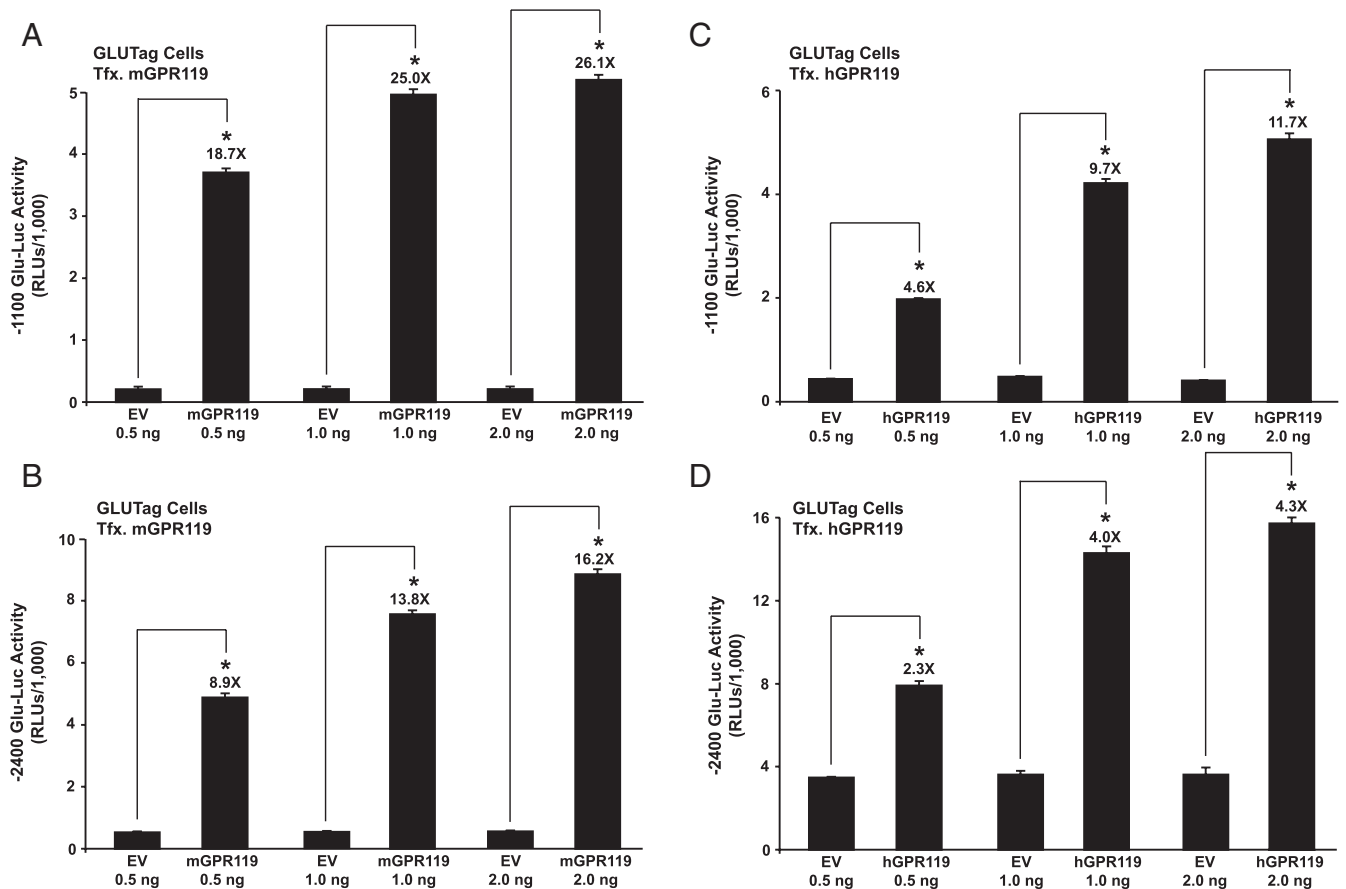 A
GLUTag Cells
Tfx. mGPR119
-1100 Glu-Luc Activity
(RLUs/1,000)
5
4
3
2
1
0
*
18.7X
*
25.0X
*
26.1X
EV
0.5 ng
mGPR119
0.5 ng
EV
1.0 ng
mGPR119
1.0 ng
EV
2.0 ng
mGPR119
2.0 ng
B
GLUTag Cells
Tfx. mGPR119
-2400 Glu-Luc Activity
(RLUs/1,000)
10
8
6
4
2
0
*
8.9X
*
13.8X
*
16.2X
EV
0.5 ng
mGPR119
0.5 ng
EV
1.0 ng
mGPR119
1.0 ng
EV
2.0 ng
mGPR119
2.0 ng
C
GLUTag Cells
Tfx. hGPR119
-1100 Glu-Luc Activity
(RLUs/1,000)
6
4
2
0
*
4.6X
*
9.7X
*
11.7X
EV
0.5 ng
hGPR119
0.5 ng
EV
1.0 ng
hGPR119
1.0 ng
EV
2.0 ng
hGPR119
2.0 ng
D
GLUTag Cells
Tfx. hGPR119
-2400 Glu-Luc Activity
(RLUs/1,000)
16
12
8
4
0
*
2.3X
*
4.0X
*
4.3X
EV
0.5 ng
hGPR119
0.5 ng
EV
1.0 ng
hGPR119
1.0 ng
EV
2.0 ng
hGPR119
2.0 ng